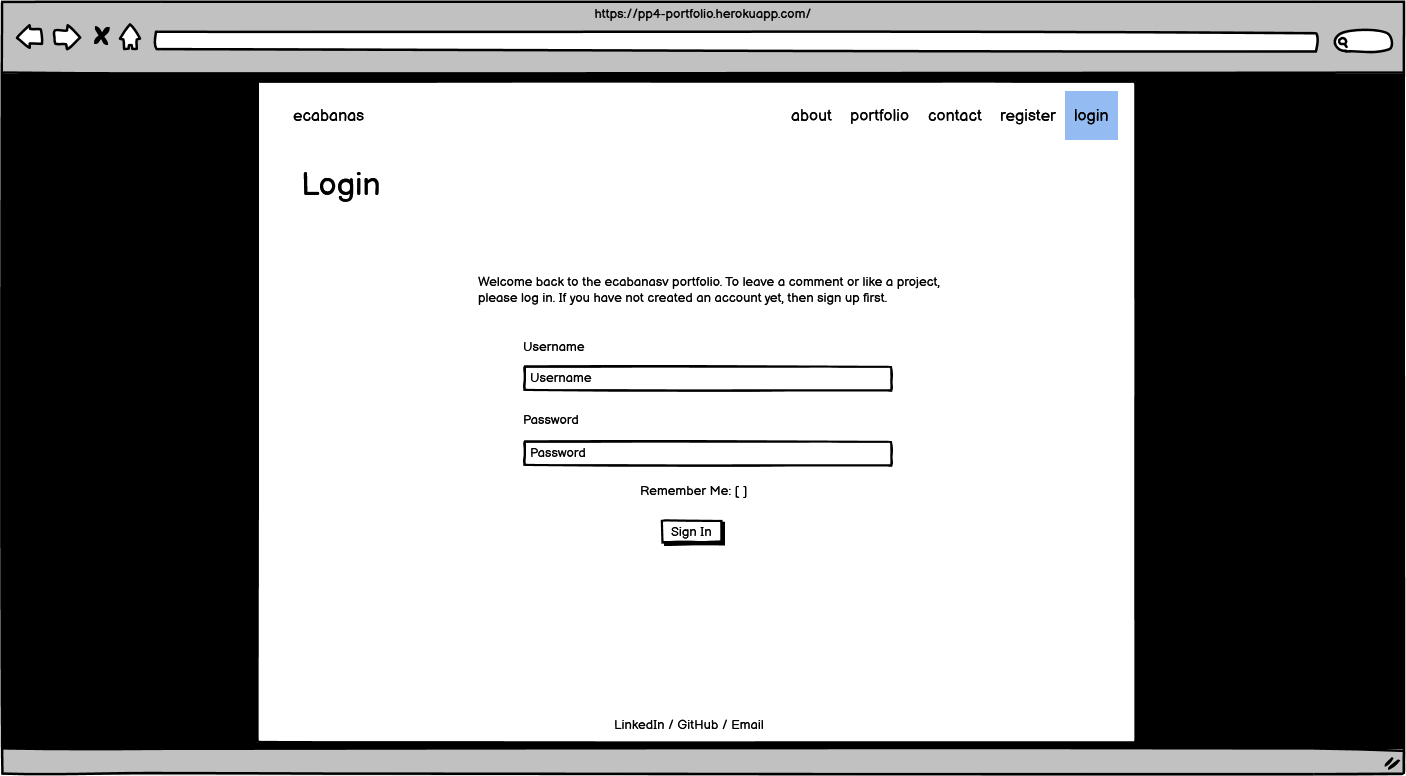 https://pp4-portfolio.herokuapp.com/
ecabanas about portfolio contact register login
Login
Welcome back to the ecabanasv portfolio. To leave a comment or like a project,
please log in. If you have not created an account yet, then sign up first.
Username
Username
Password
Password
Remember Me: [ ]
Sign In
LinkedIn / GitHub / Email